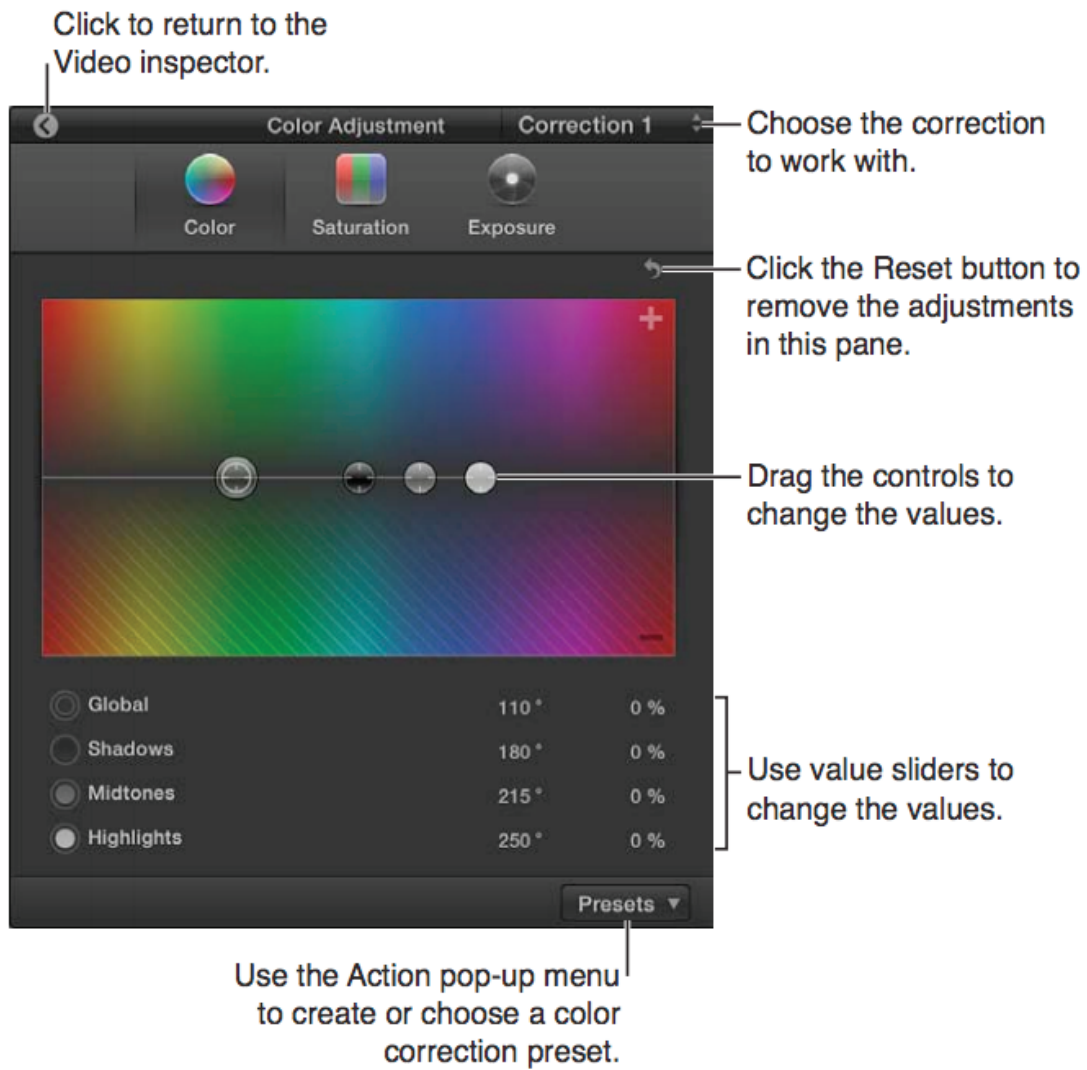 Click to return to the
Video inspector.
Color Adjustment
Correction 1
Choose the correction
to work with.
Color
Saturation
Exposure
Click the Reset button to
remove the adjustments
in this pane.
Drag the controls to
change the values.
Global 110 ° 0 %
Shadows 180 ° 0 %
Midtones 215 ° 0 %
Highlights 250 ° 0 %
Use value sliders to
change the values.
Presets
Use the Action pop-up menu
to create or choose a color
correction preset.